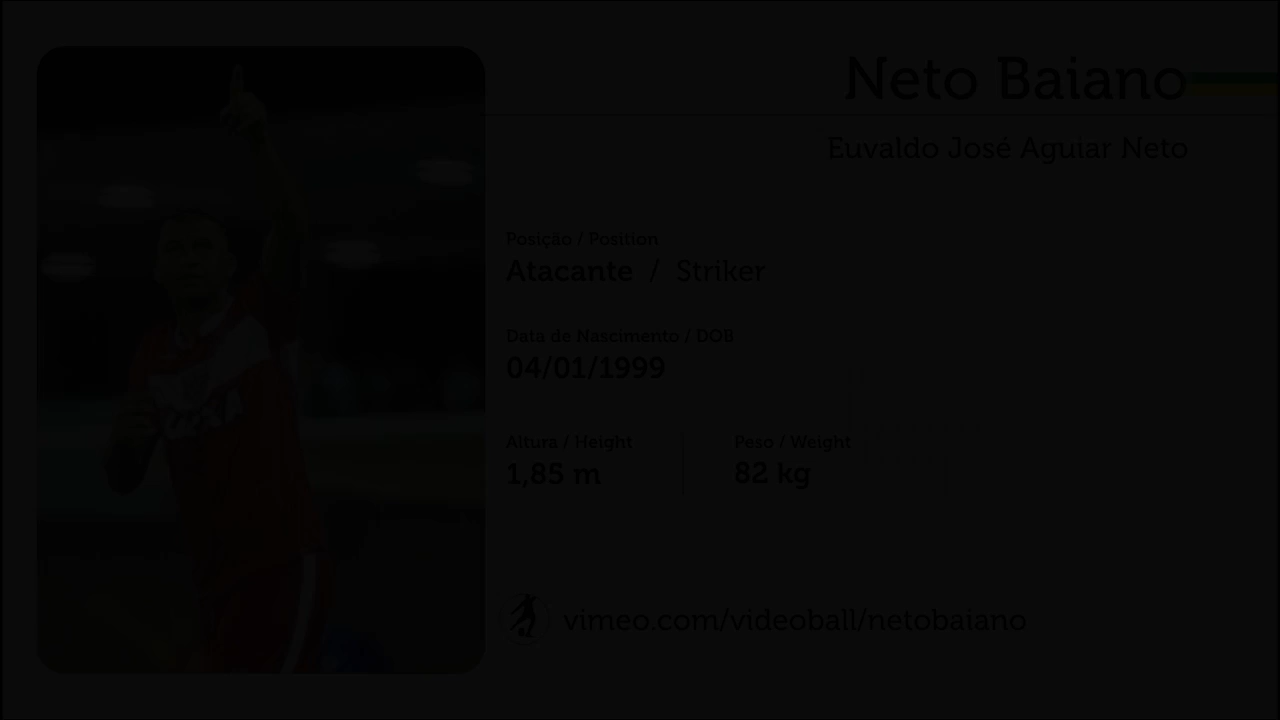 Neto Baiano
Euvaldo José Aguiar Neto
Posição / Position
Atacante / Striker
Data de Nascimento / DOB
04/01/1999
Altura / Height
1,85 m
Peso / Weight
82 kg
vimeo.com/videoball/netobaiano